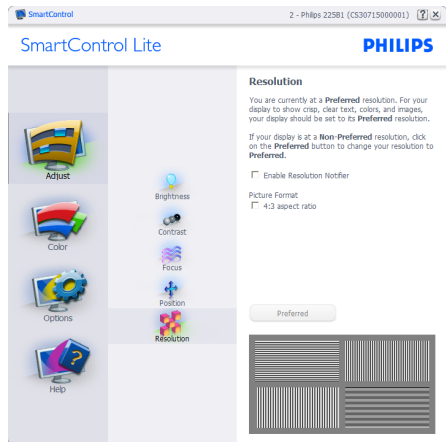 SmartControl
2 - Philips 225B1 (CS30715000001)
SmartControl Lite
PHILIPS
Adjust
Color
Options
Help
Brightness
Contrast
Focus
Position
Resolution
Resolution
You are currently at a Preferred resolution. For your
display to show crisp, clear text, colors, and images,
your display should be set to its Preferred resolution.
If your display is at a Non-Preferred resolution, click
on the Preferred button to change your resolution to
Preferred.
Enable Resolution Notifier
Picture Format
4:3 aspect ratio
Preferred